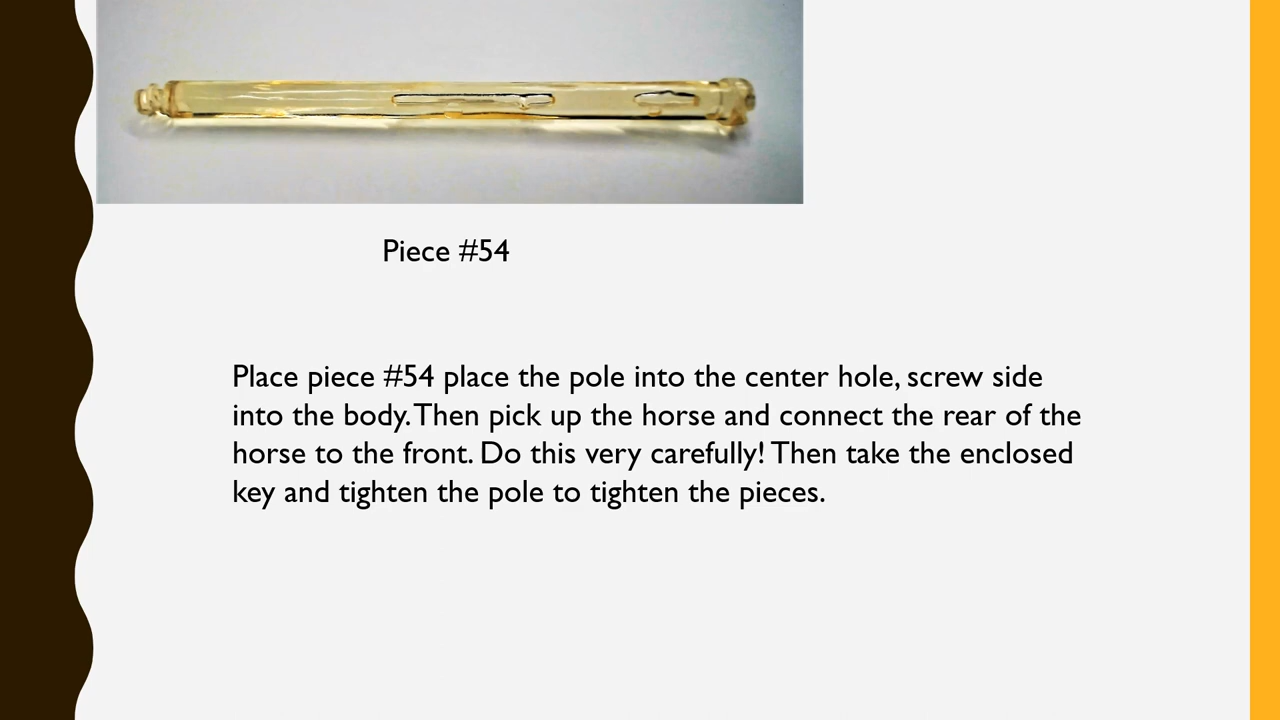 Piece #54
Place piece #54 place the pole into the center hole, screw side
into the body. Then pick up the horse and connect the rear of the
horse to the front. Do this very carefully! Then take the enclosed
key and tighten the pole to tighten the pieces.